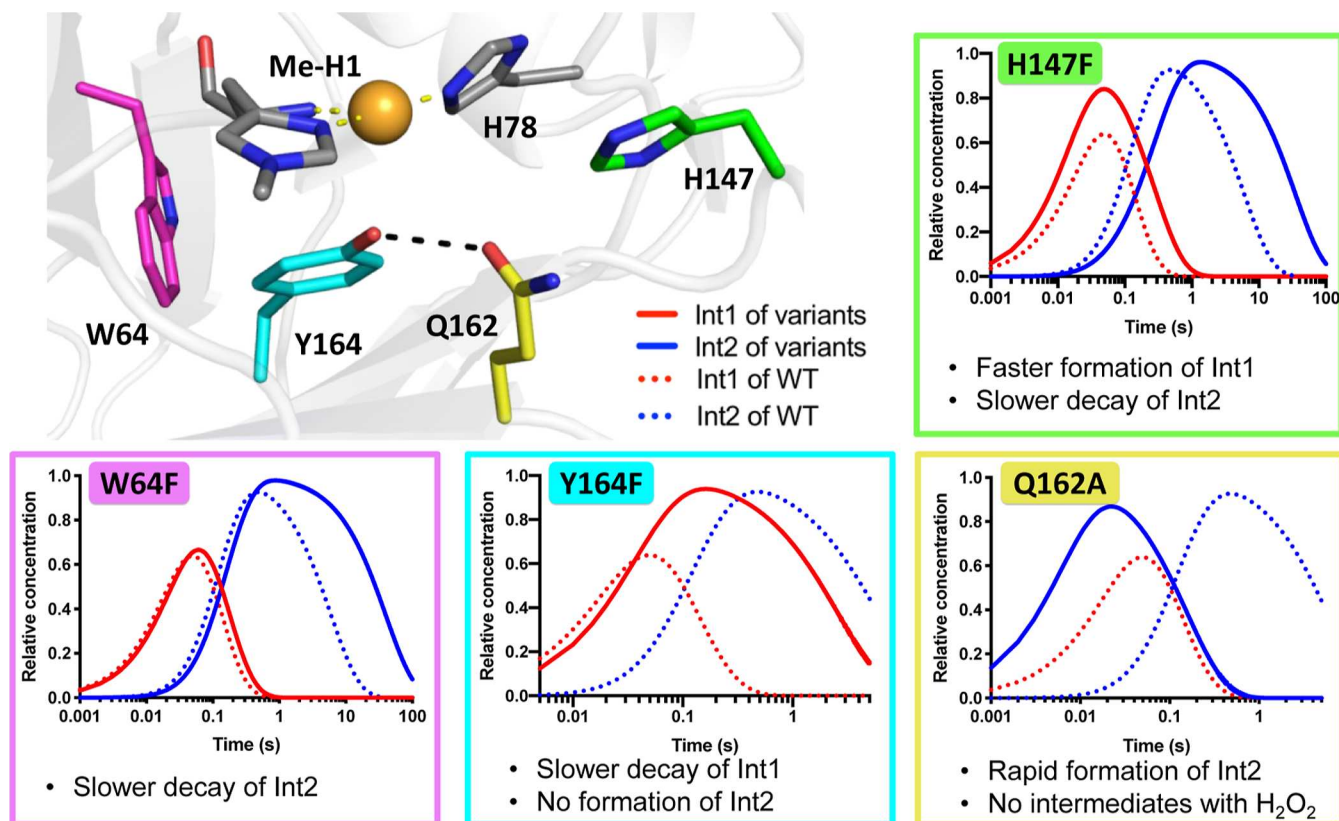 Me-H1
H78
H147
W64
Y164
Q162
Int1 of variants
Int2 of variants
Int1 of WT
Int2 of WT
H147F
Relative concentration
1.0
0.8
0.6
0.4
0.2
0.0
0.001 0.01 0.1 1 10 100
Time (s)
• Faster formation of Int1
• Slower decay of Int2
W64F
Relative concentration
1.0
0.8
0.6
0.4
0.2
0.0
0.001 0.01 0.1 1 10 100
Time (s)
• Slower decay of Int2
Y164F
Relative concentration
1.0
0.8
0.6
0.4
0.2
0.0
0.01 0.1 1
Time (s)
• Slower decay of Int1
• No formation of Int2
Q162A
Relative concentration
1.0
0.8
0.6
0.4
0.2
0.0
0.001 0.01 0.1 1
Time (s)
• Rapid formation of Int2
• No intermediates with H₂O₂